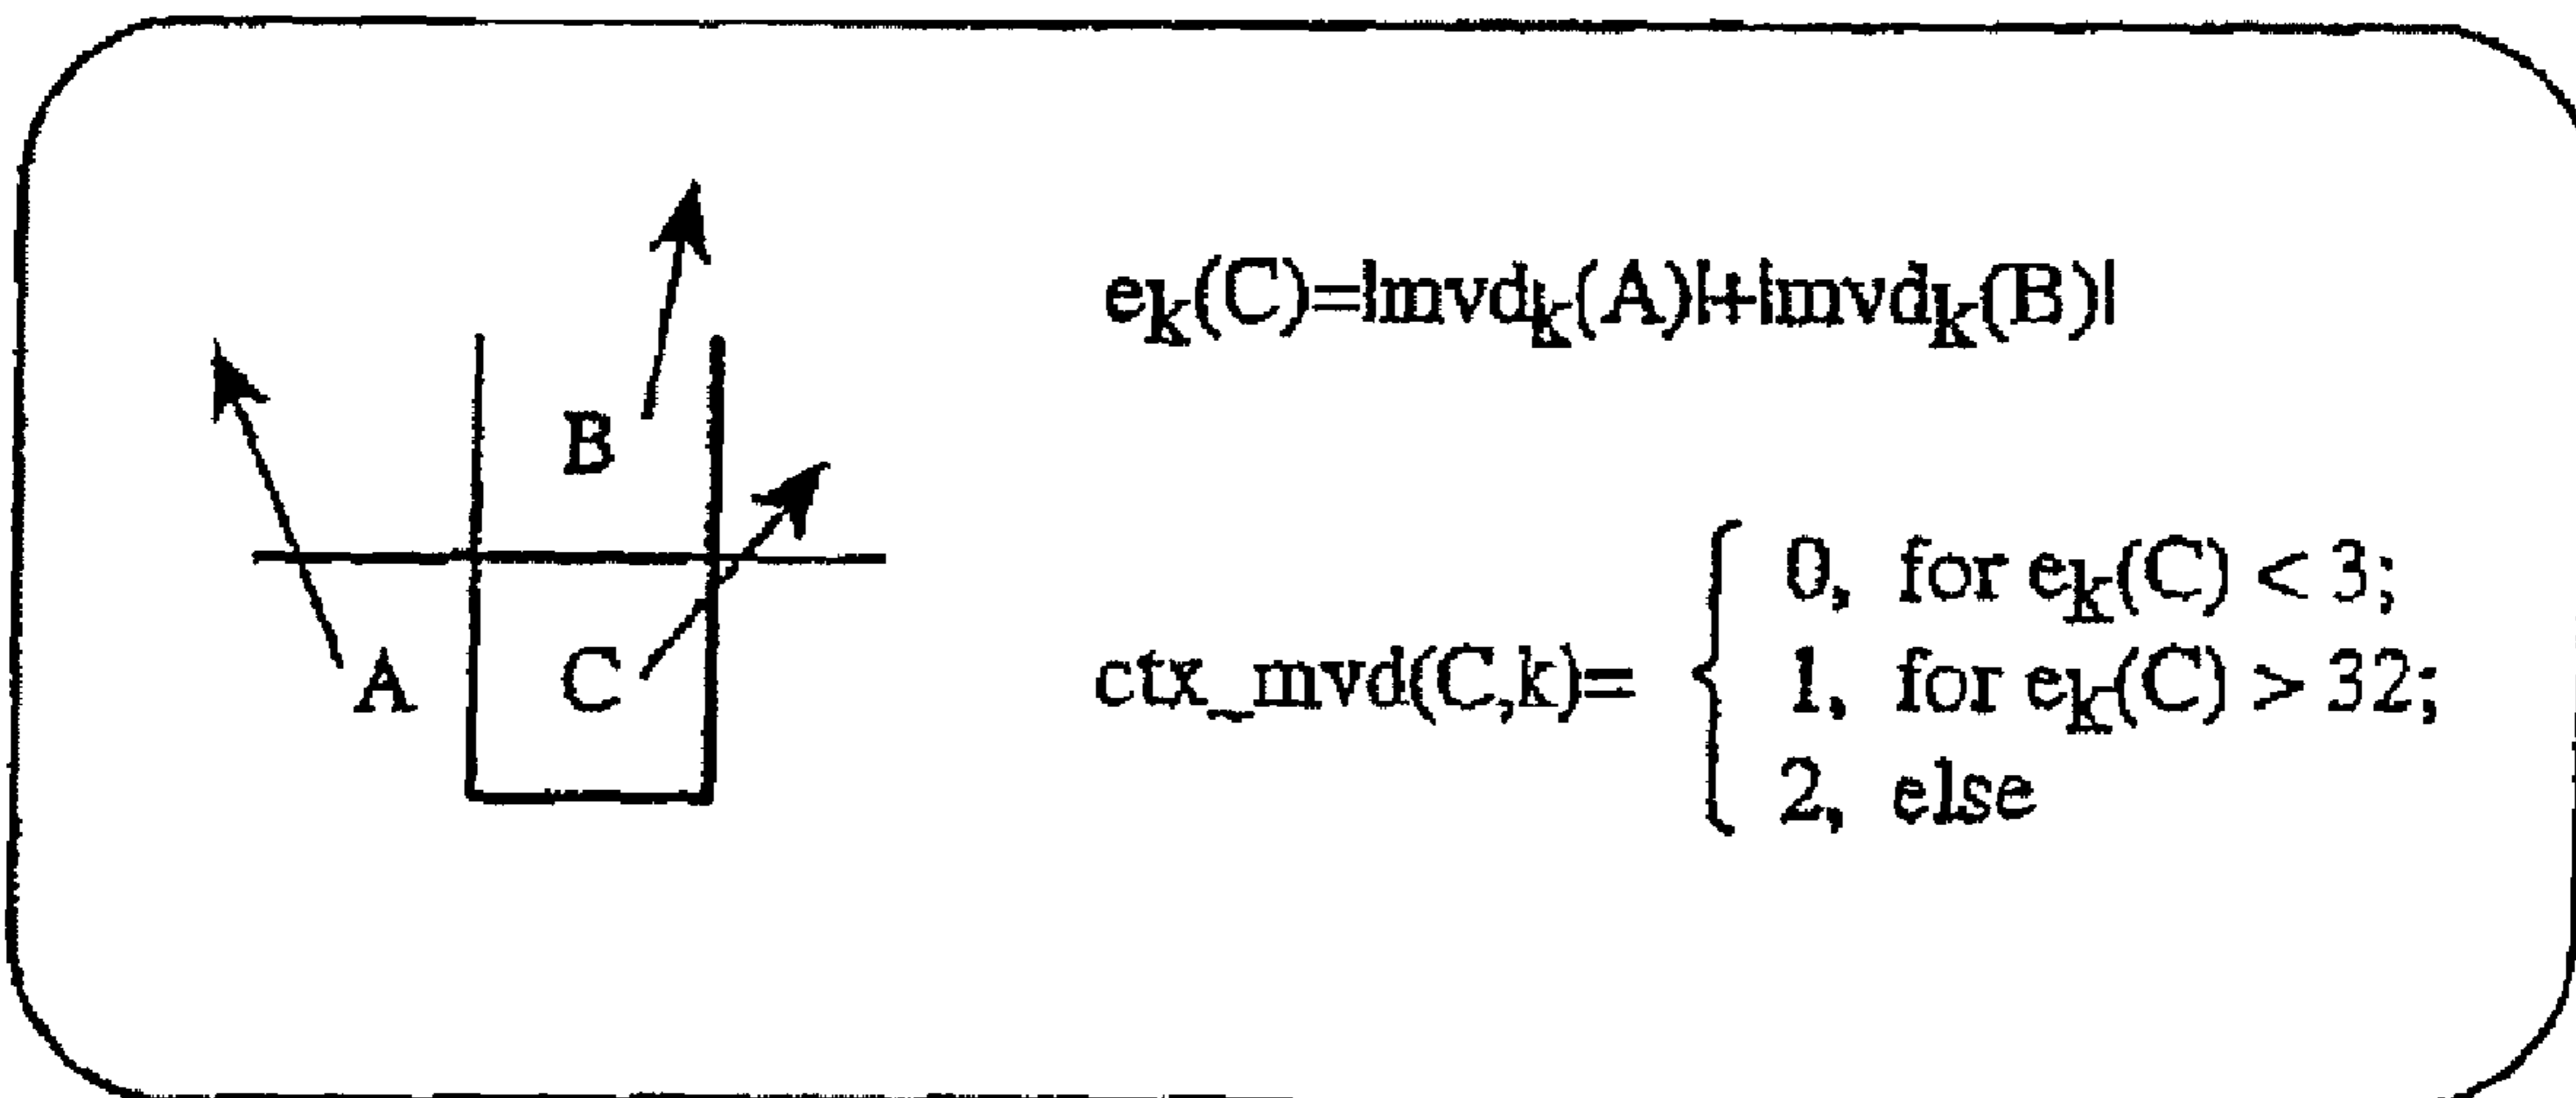 B
A
C
e_k(C)=|mvd_k(A)|+|mvd_k(B)|
ctx_mvd(C,k)=
0, for e_k(C) < 3;
1, for e_k(C) > 32;
2, else